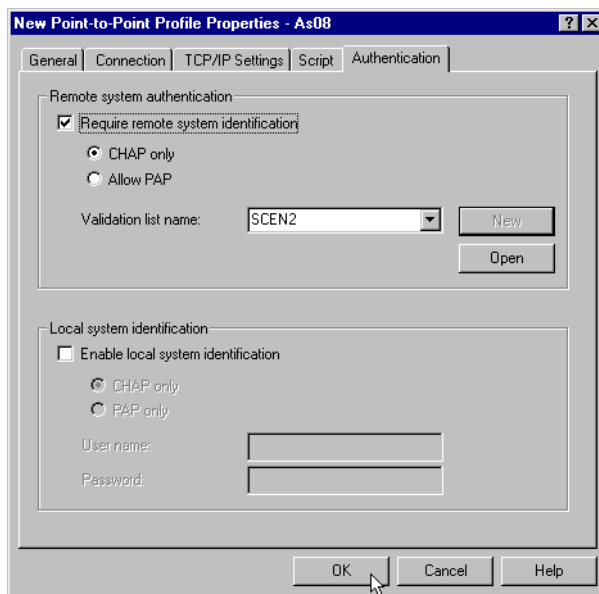 New Point-to-Point Profile Properties - As08
General Connection TCP/IP Settings Script Authentication
Remote system authentication
Require remote system identification
CHAP only
Allow PAP
Validation list name: SCEN2 New
Open
Local system identification
Enable local system identification
CHAP only
PAP only
User name:
Password:
OK Cancel Help